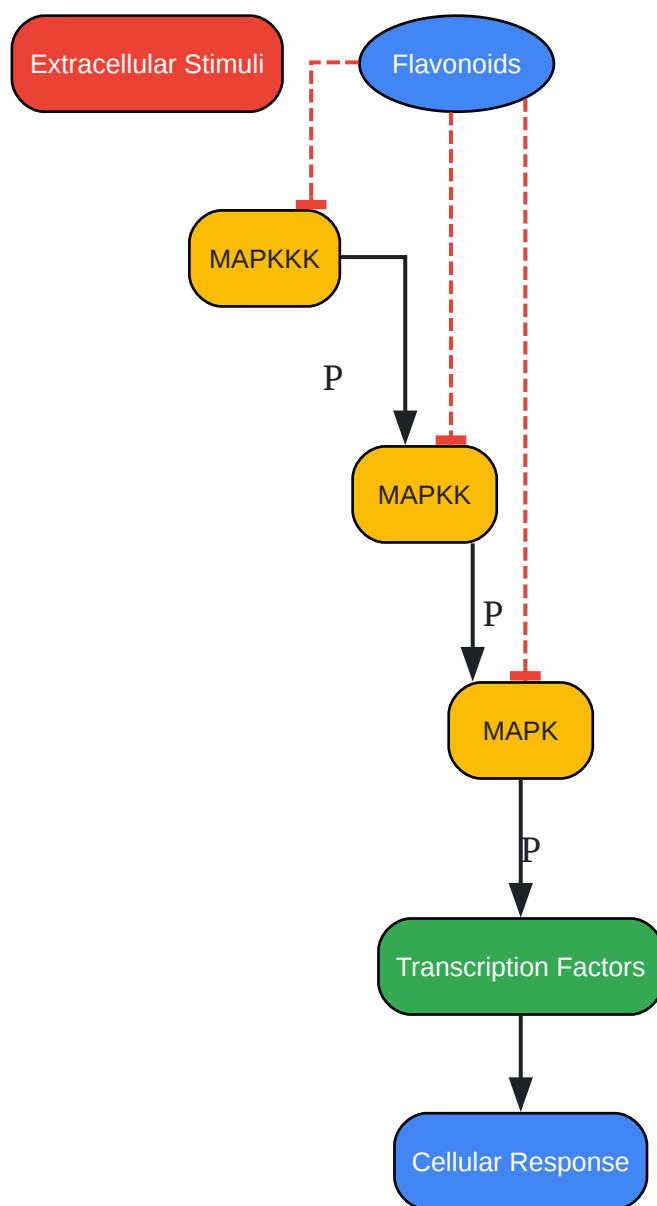 Extracellular Stimuli
Flavonoids
MAPKKK
P
MAPKK
P
MAPK
P
Transcription Factors
Cellular Response